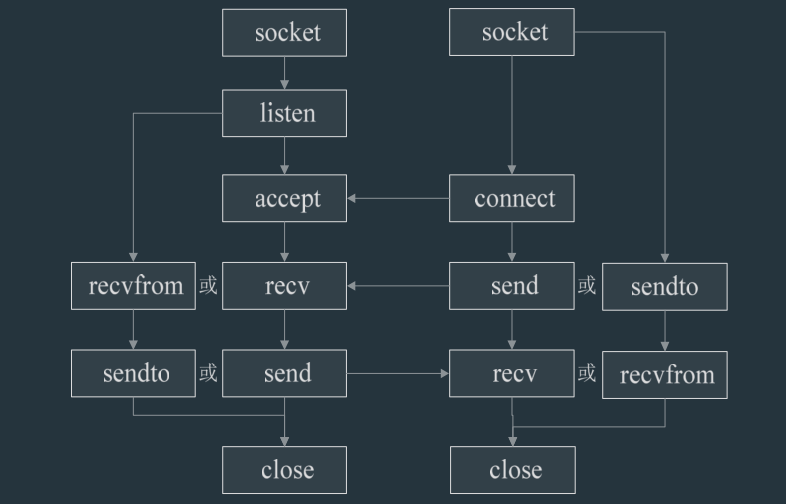 socket socket
listen
accept connect
recvfrom 或 recv send 或 sendto
sendto 或 send recv 或 recvfrom
close close